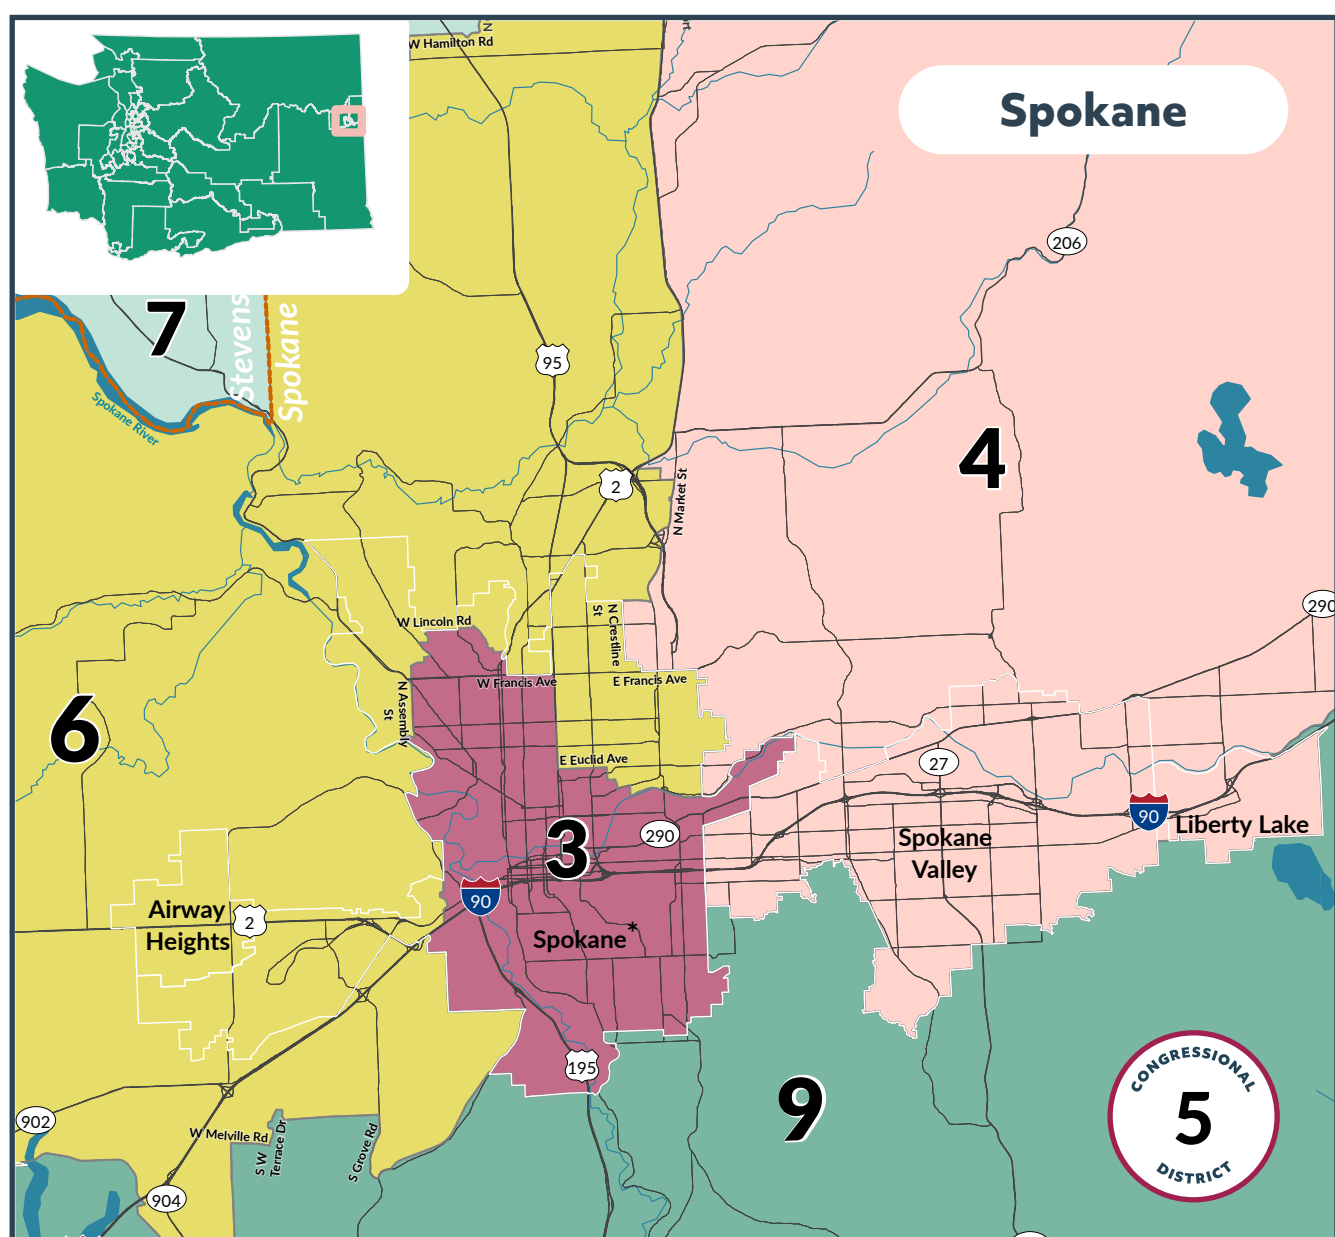 W Hamilton Rd
N
rt
Spokane
206
7
Stevens
Spokane
Spokane River
95
4
2
N Market St
290
W Lincoln Rd
N Crestline
St
W Francis Ave
E Francis Ave
N Assembly
St
6
E Euclid Ave
27
90
Liberty Lake
3
290
Spokane
Valley
90
Airway
Heights
2
Spokane*
195
9
CONGRESSIONAL
5
DISTRICT
902
W Melville Rd
S W
Terrace Dr
S Grove Rd
904